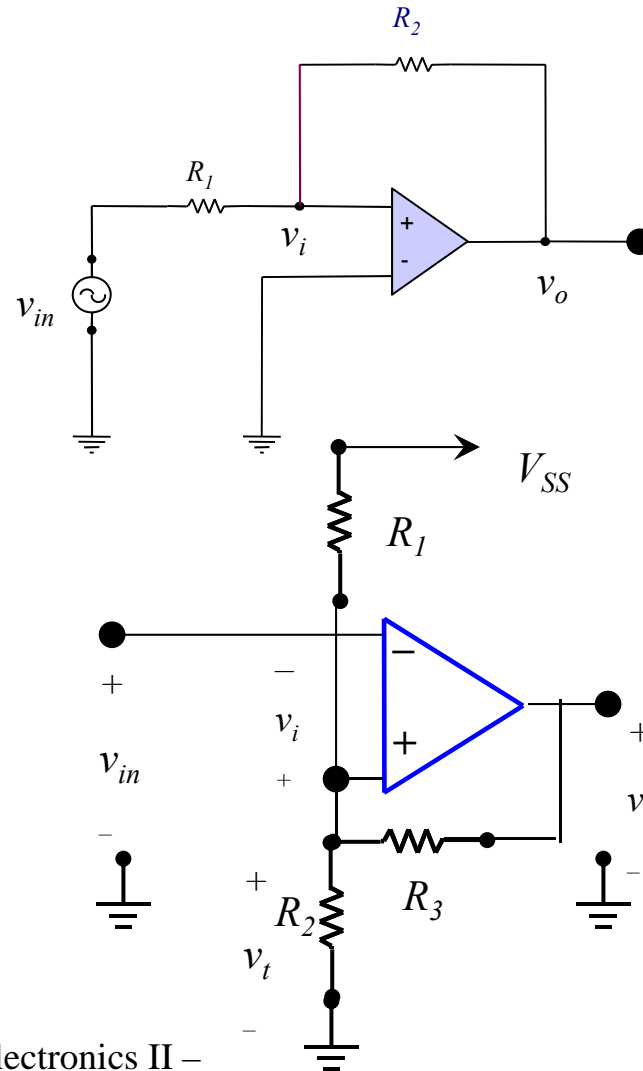 R2
R1
+
vi
-
vin
vo
VSS
R1
−
+
−
vi
+
vin
+
+
v
−
−
+
R2
R3
vt
−
lectronics II –